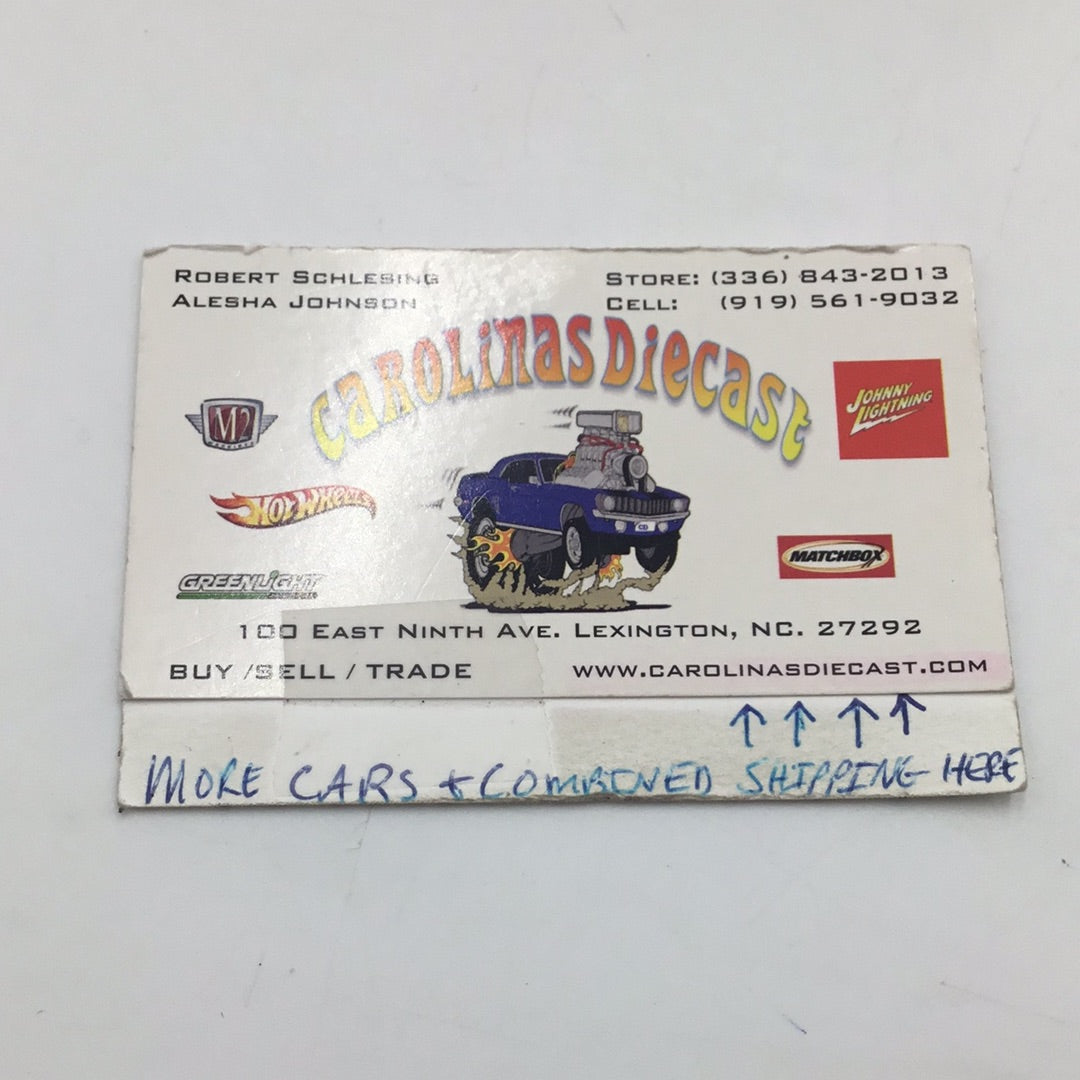 ROBERT SCHLESING
ALESHA JOHNSON
STORE: (336) 843-2013
CELL: (919) 561-9032
CAROLINAS DIECAST
M2
JOHNNY
LIGHTNING
HOT WHEELS
GREENLIGHT
MATCHBOX
CD
100 EAST NINTH AVE. LEXINGTON, NC. 27292
BUY /SELL / TRADE
WWW.CAROLINASDIECAST.COM
MORE CARS + COMBINED SHIPPING HERE